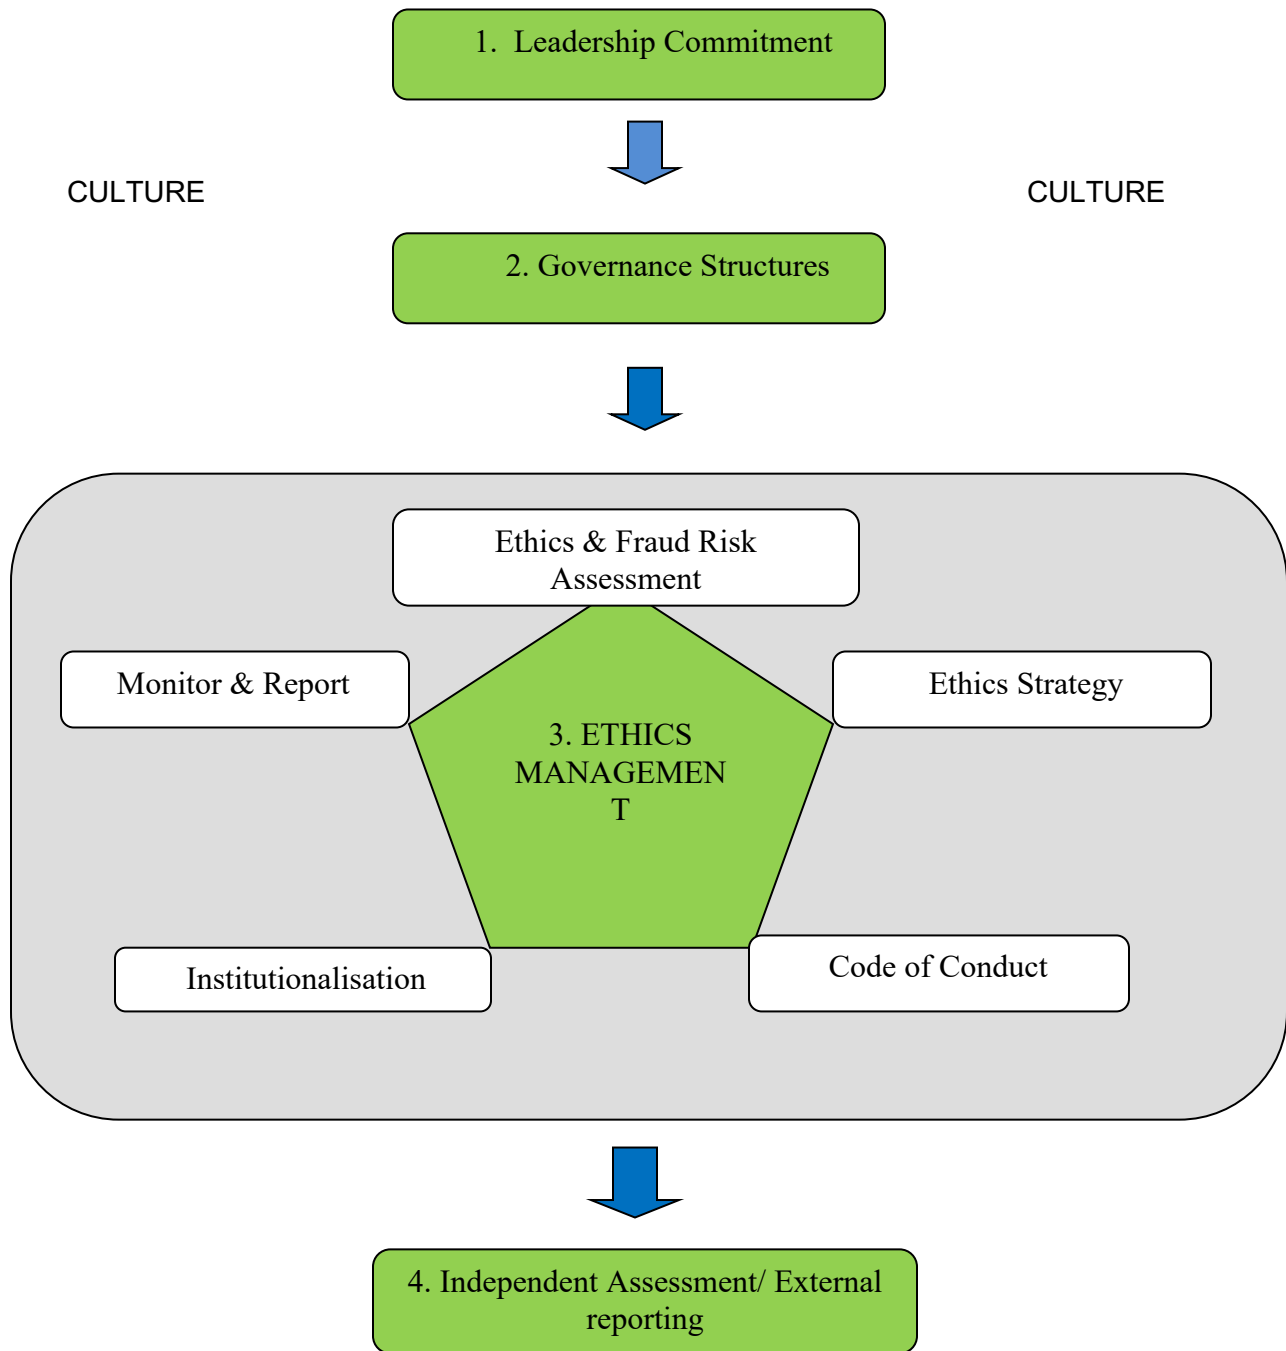 1. Leadership Commitment
CULTURE
CULTURE
2. Governance Structures
Ethics & Fraud Risk
Assessment
Monitor & Report
Ethics Strategy
3. ETHICS
MANAGEMEN
T
Institutionalisation
Code of Conduct
4. Independent Assessment/ External
reporting